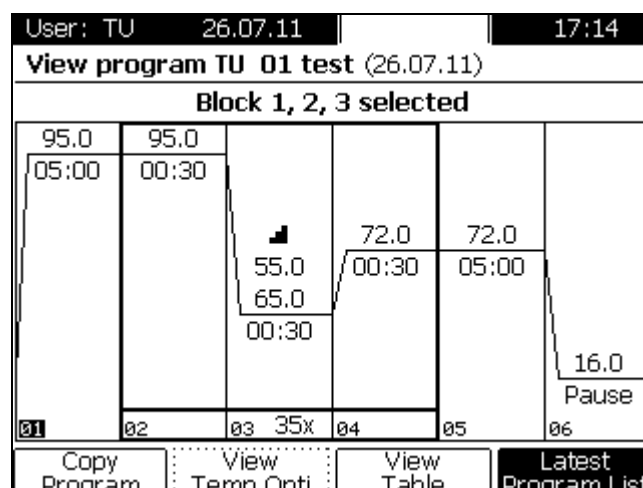 User: TU 26.07.11 17:14
View program TU 01 test (26.07.11)
Block 1, 2, 3 selected
95.0 95.0
05:00 00:30
72.0 72.0
55.0 00:30 05:00
65.0
00:30
16.0
Pause
01 02 03 35x 04 05 06
Copy View View Latest
Program Temp Opti. Table Program List